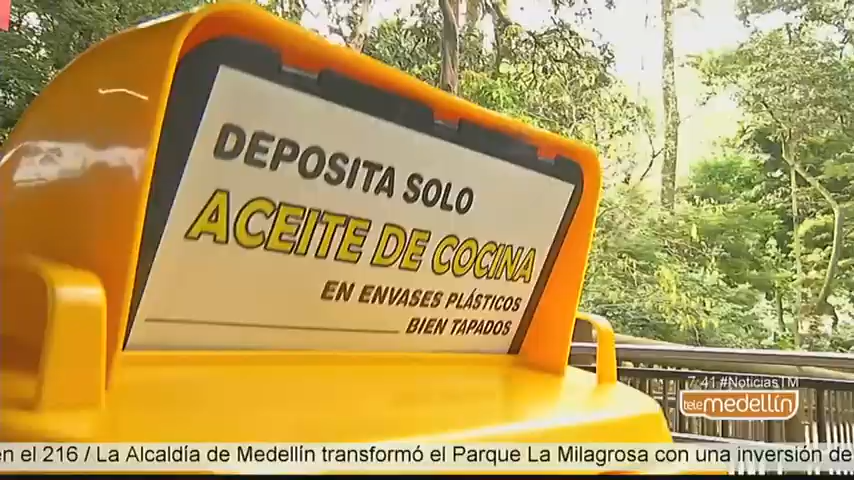 DEPOSITA SOLO
ACEITE DE COCINA
EN ENVASES PLÁSTICOS
BIEN TAPADOS
7:41 #NoticiasTM
telemedellín
en el 216 / La Alcaldía de Medellín transformó el Parque La Milagrosa con una inversión de